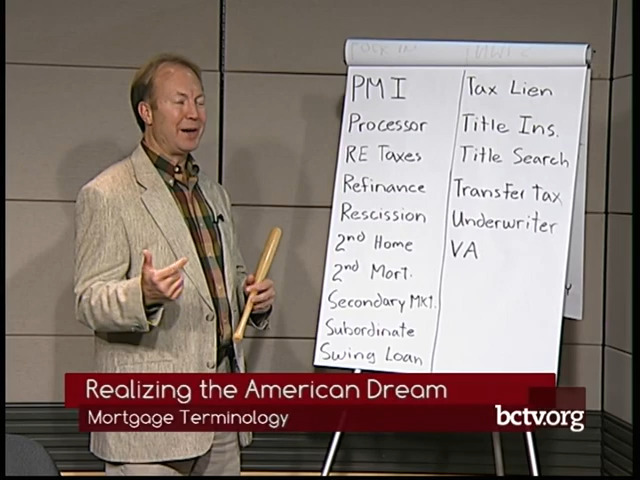 PMI
Processor
RE Taxes
Refinance
Rescission
2nd Home
2nd Mort.
Secondary Mkt.
Subordinate
Swing Loan
Tax Lien
Title Ins.
Title Search
Transfer tax
Underwriter
VA
Realizing the American Dream
Mortgage Terminology
bctv.org